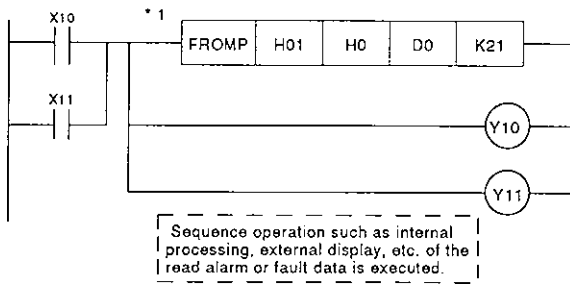 * 1
X10
FROMP H01 H0 D0 K21
X11
Y10
Y11
Sequence operation such as internal
processing, external display, etc. of the
read alarm or fault data is executed.